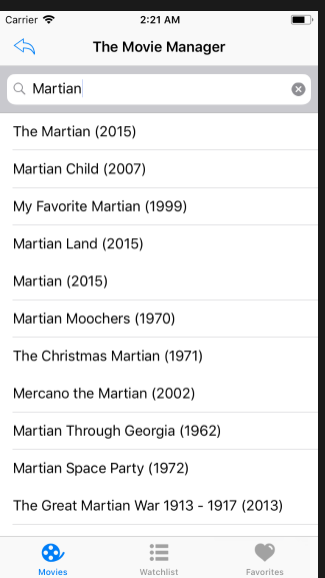 Carrier 2:21 AM
The Movie Manager
Martian
The Martian (2015)
Martian Child (2007)
My Favorite Martian (1999)
Martian Land (2015)
Martian (2015)
Martian Moochers (1970)
The Christmas Martian (1971)
Mercano the Martian (2002)
Martian Through Georgia (1962)
Martian Space Party (1972)
The Great Martian War 1913 - 1917 (2013)
Movies Watchlist Favorites